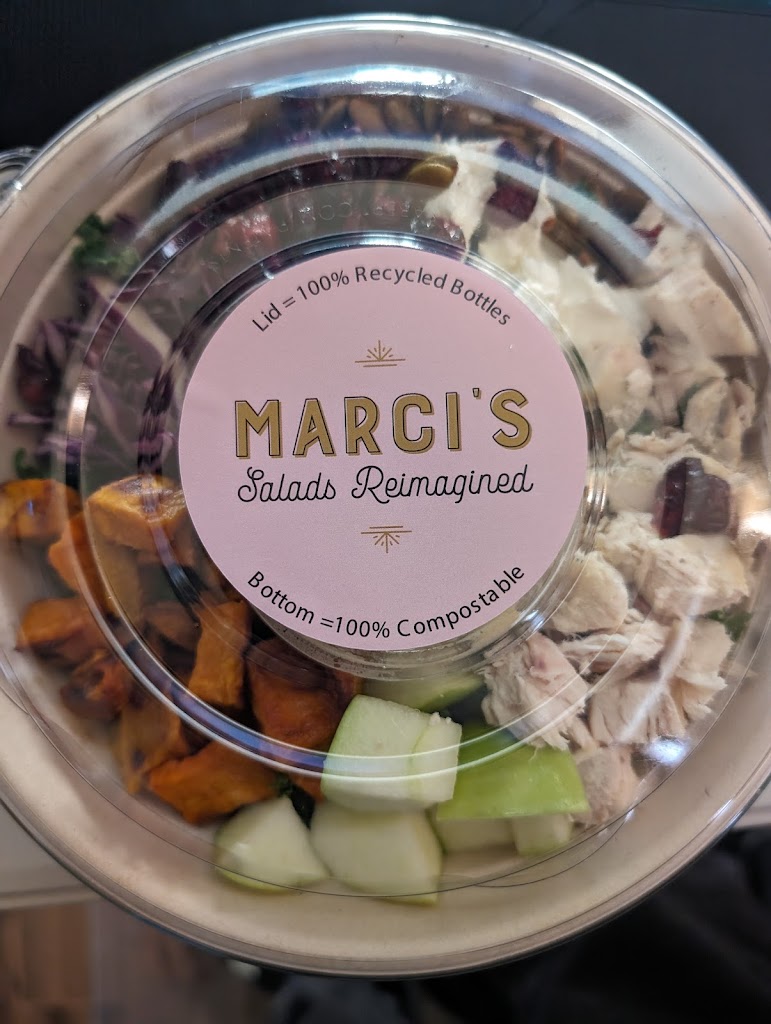 Lid = 100% Recycled Bottles
MARCI'S
Salads Reimagined
Bottom =100% Compostable